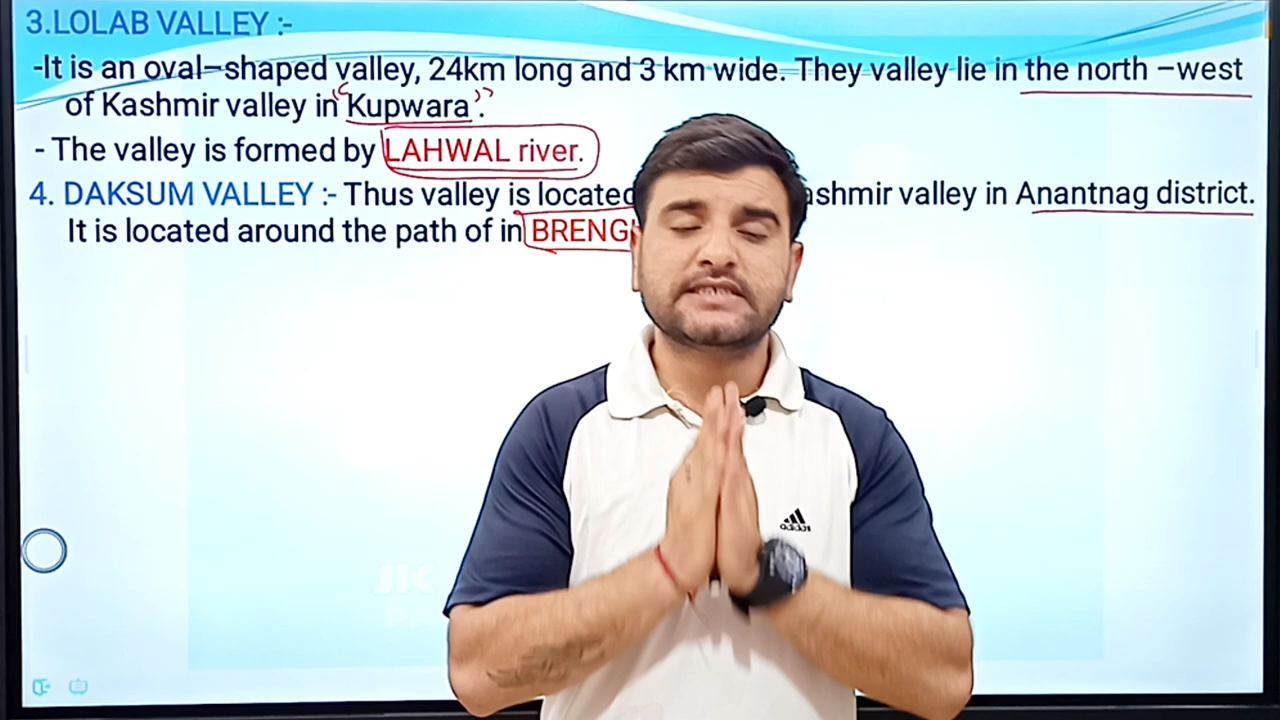 3.LOLAB VALLEY :-
-It is an oval–shaped valley, 24km long and 3 km wide. They valley lie in the north –west
of Kashmir valley in “Kupwara”.
- The valley is formed by LAHWAL river.
4. DAKSUM VALLEY :- Thus valley is located ashmir valley in Anantnag district.
It is located around the path of in BRENG
adidas
JK